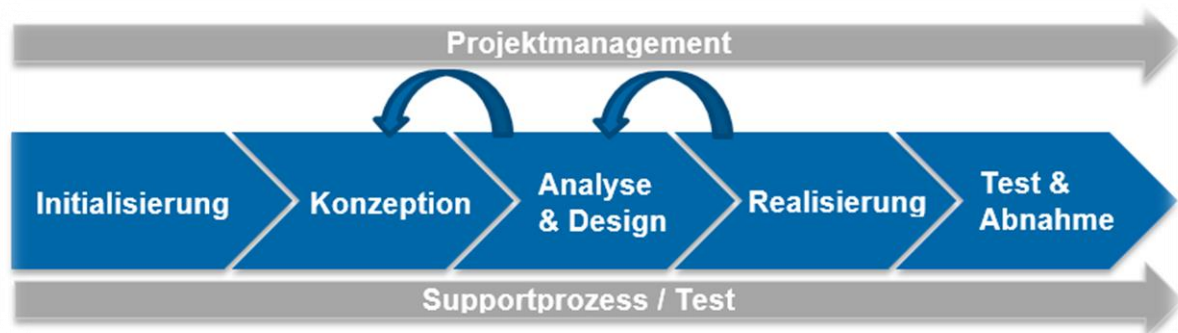 Projektmanagement
Initialisierung
Konzeption
Analyse
& Design
Realisierung
Test &
Abnahme
Supportprozess / Test